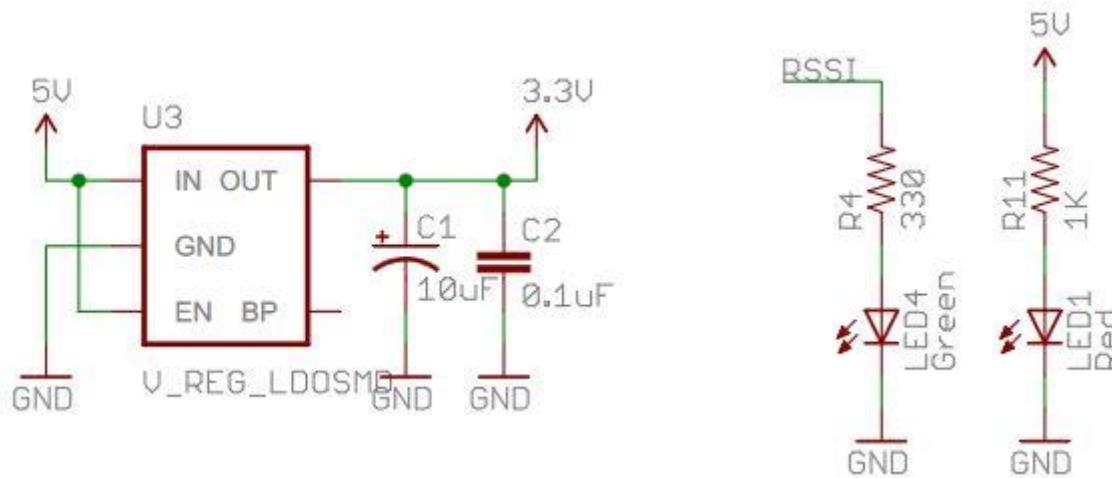 5V
U3
3.3V
IN OUT
GND
EN BP
C1
10uF
C2
0.1uF
V_REG_LDOSMD
GND
GND
GND
RSSI
R4
330
LED4
Green
GND
5V
R11
1K
LED1
Red
GND